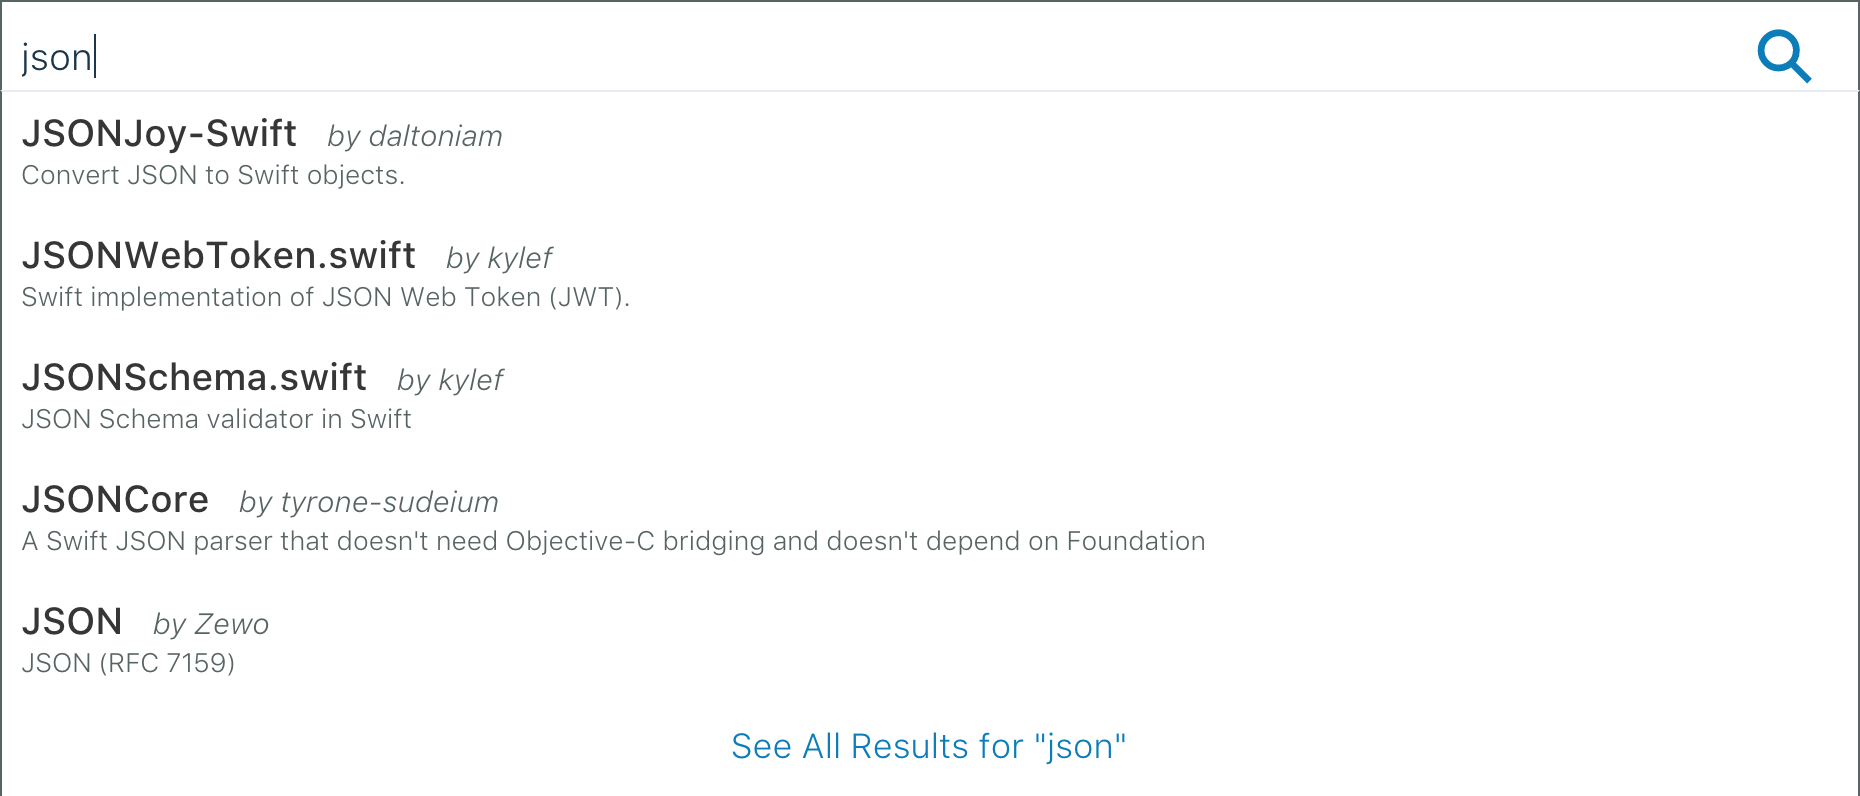 json
JSONJoy-Swift by daltoniam
Convert JSON to Swift objects.
JSONWebToken.swift by kylef
Swift implementation of JSON Web Token (JWT).
JSONSchema.swift by kylef
JSON Schema validator in Swift
JSONCore by tyrone-sudeium
A Swift JSON parser that doesn't need Objective-C bridging and doesn't depend on Foundation
JSON by Zewo
JSON (RFC 7159)
See All Results for "json"